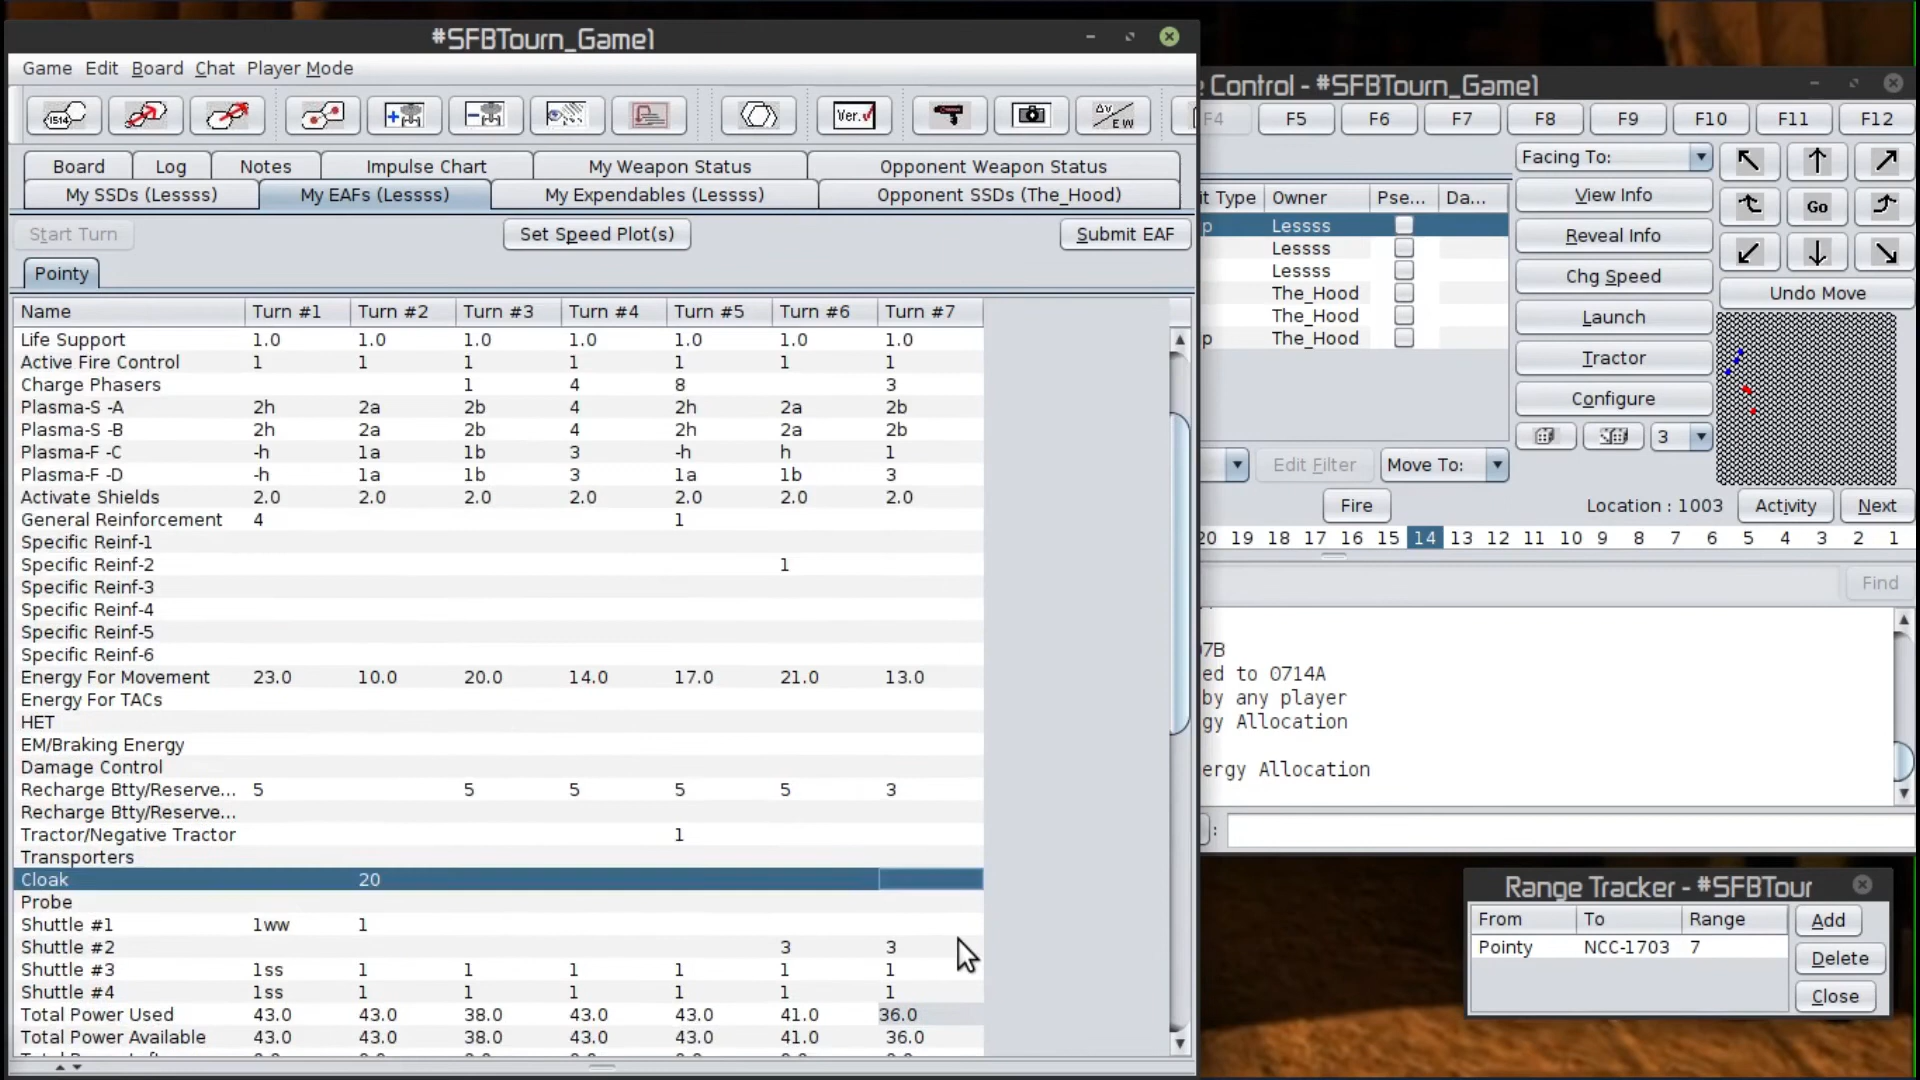 #SFBTourn_Game1
Game Edit Board Chat Player Mode
1514 Ver. ΔV/EW
Board Log Notes Impulse Chart My Weapon Status Opponent Weapon Status
My SSDs (Lessss) My EAFs (Lessss) My Expendables (Lessss) Opponent SSDs (The_Hood)
Start Turn Set Speed Plot(s) Submit EAF
Pointy
Name Turn #1 Turn #2 Turn #3 Turn #4 Turn #5 Turn #6 Turn #7
Life Support 1.0 1.0 1.0 1.0 1.0 1.0 1.0
Active Fire Control 1 1 1 1 1 1 1
Charge Phasers 1 4 8 3
Plasma-S -A 2h 2a 2b 4 2h 2a 2b
Plasma-S -B 2h 2a 2b 4 2h 2a 2b
Plasma-F -C -h 1a 1b 3 -h h 1
Plasma-F -D -h 1a 1b 3 1a 1b 3
Activate Shields 2.0 2.0 2.0 2.0 2.0 2.0 2.0
General Reinforcement 4 1
Specific Reinf-1
Specific Reinf-2 1
Specific Reinf-3
Specific Reinf-4
Specific Reinf-5
Specific Reinf-6
Energy For Movement 23.0 10.0 20.0 14.0 17.0 21.0 13.0
Energy For TACs
HET
EM/Braking Energy
Damage Control
Recharge Btty/Reserve... 5 5 5 5 5 3
Recharge Btty/Reserve...
Tractor/Negative Tractor 1
Transporters
Cloak 20
Probe
Shuttle #1 1ww 1
Shuttle #2 3 3
Shuttle #3 1ss 1 1 1 1 1 1
Shuttle #4 1ss 1 1 1 1 1 1
Total Power Used 43.0 43.0 38.0 43.0 43.0 41.0 36.0
Total Power Available 43.0 43.0 38.0 43.0 43.0 41.0 36.0
e Control - #SFBTourn_Game1
F4 F5 F6 F7 F8 F9 F10 F11 F12
it Type Owner Pse... Da...
p Lessss
Lessss
Lessss
The_Hood
The_Hood
p The_Hood
Facing To:
View Info
Reveal Info
Chg Speed
Launch
Tractor
Configure
3
Go
Undo Move
Edit Filter Move To:
Fire Location : 1003 Activity Next
20 19 18 17 16 15 14 13 12 11 10 9 8 7 6 5 4 3 2 1
Find
07B
ed to O714A
by any player
gy Allocation
ergy Allocation
:
Range Tracker - #SFBTour
From To Range
Pointy NCC-1703 7
Add
Delete
Close